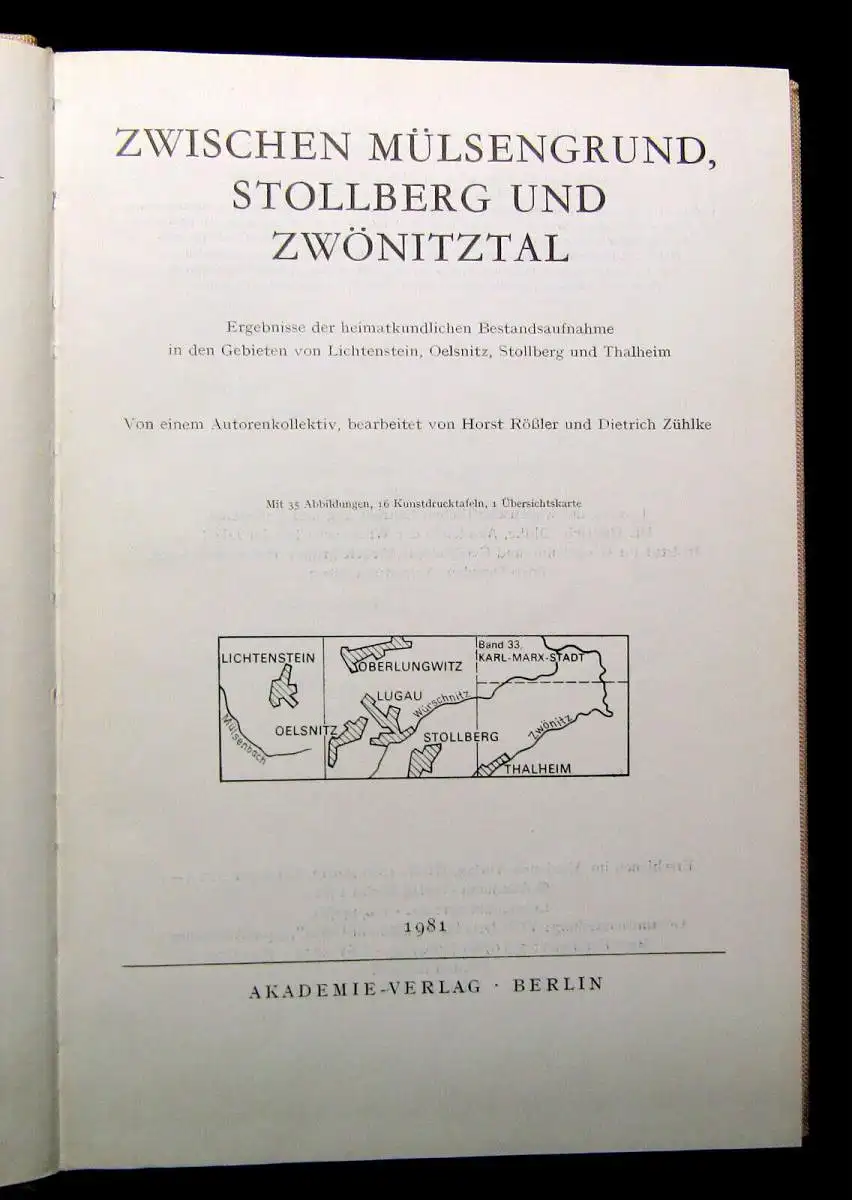 ZWISCHEN MÜLSENGRUND,
STOLLBERG UND
ZWÖNITZTAL
Ergebnisse der heimatkundlichen Bestandsaufnahme
in den Gebieten von Lichtenstein, Oelsnitz, Stollberg und Thalheim
Von einem Autorenkollektiv, bearbeitet von Horst Rößler und Dietrich Zühlke
Mit 35 Abbildungen, 16 Kunstdrucktafeln, 1 Übersichtskarte
LICHTENSTEIN
OBERLUNGWITZ
Band 33,
KARL-MARX-STADT
LUGAU
Würschnitz
Mülsenbach
OELSNITZ
STOLLBERG
Zwönitz
THALHEIM
1981
AKADEMIE-VERLAG · BERLIN